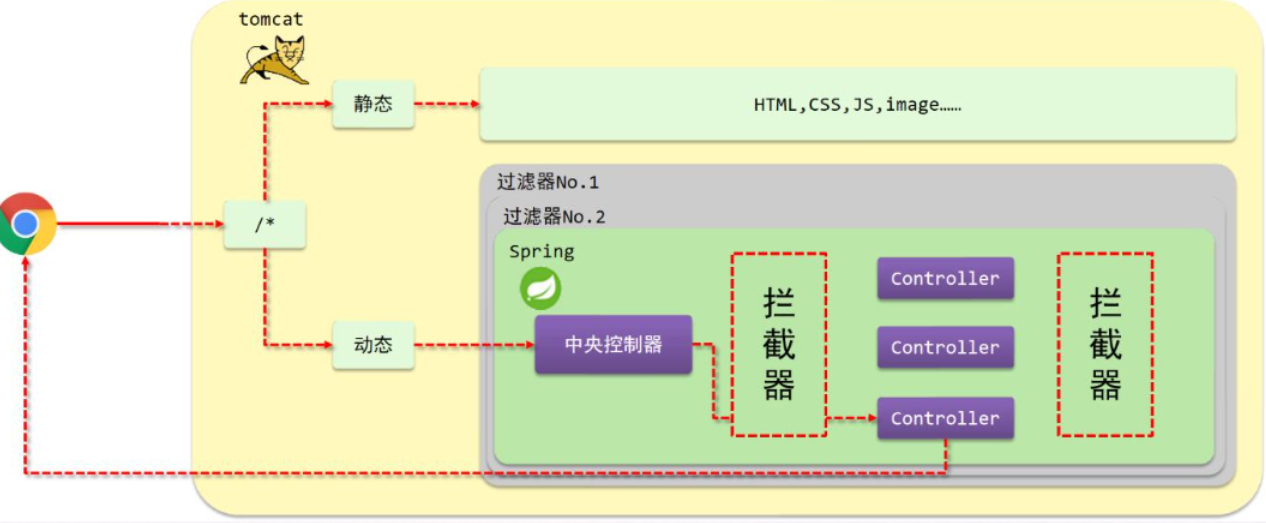 tomcat
静态
HTML,CSS,JS,image……
/*
过滤器No.1
过滤器No.2
Spring
动态
中央控制器
拦截器
Controller
Controller
Controller
拦截器